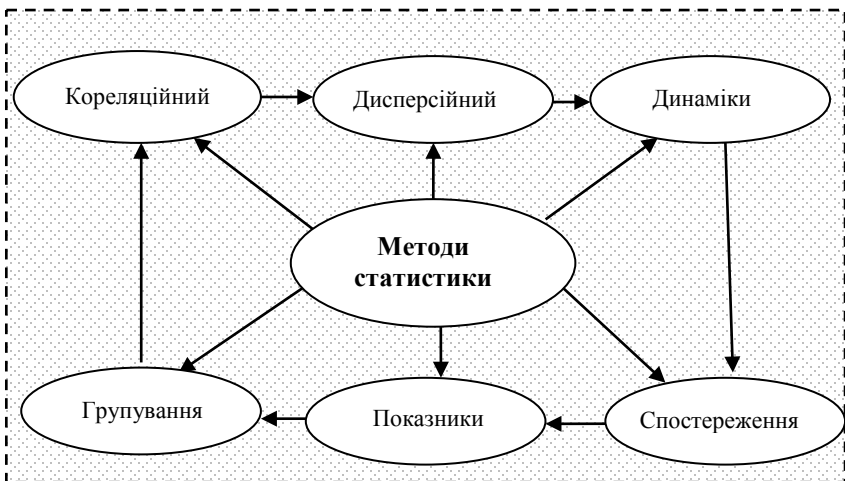 Кореляційний
Дисперсійний
Динаміки
Методи
статистики
Групування
Показники
Спостереження